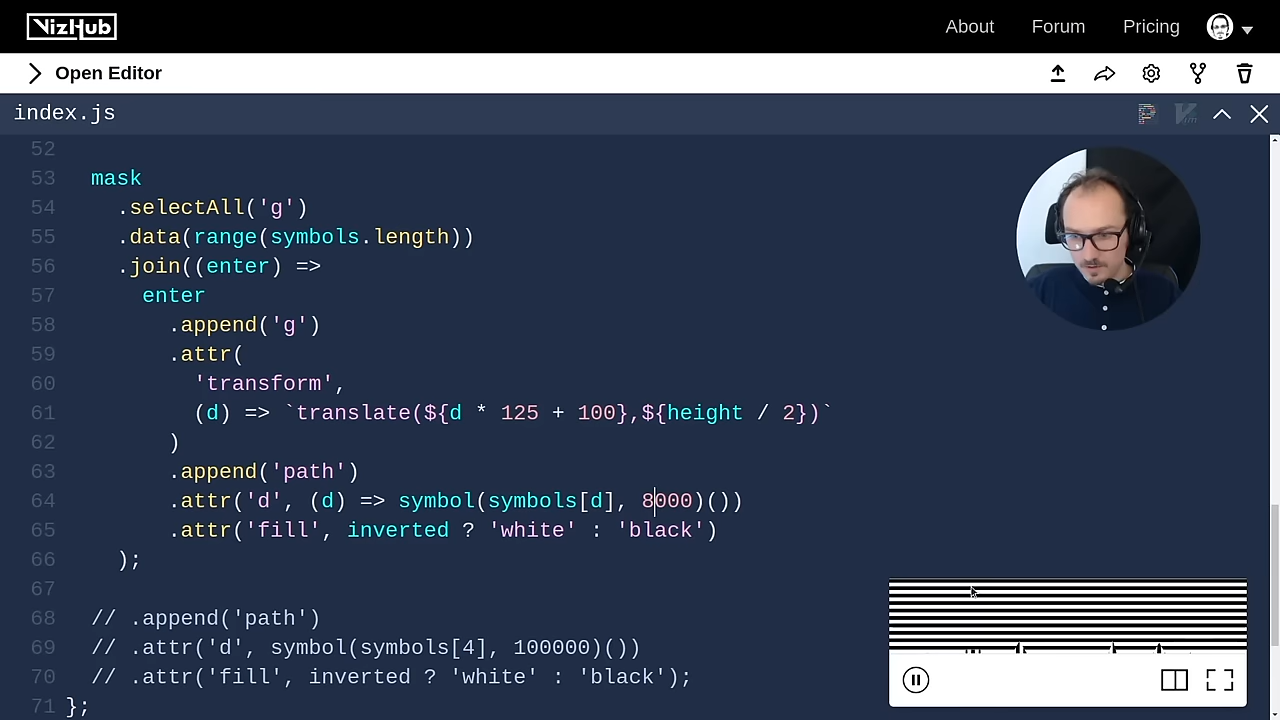 VizHub
About
Forum
Pricing
Open Editor
index.js
52
53 mask
54 .selectAll('g')
55 .data(range(symbols.length))
56 .join((enter) =>
57 enter
58 .append('g')
59 .attr(
60 'transform',
61 (d) => `translate(${d * 125 + 100},${height / 2})`
62 )
63 .append('path')
64 .attr('d', (d) => symbol(symbols[d], 8000)())
65 .attr('fill', inverted ? 'white' : 'black')
66 );
67
68 // .append('path')
69 // .attr('d', symbol(symbols[4], 100000)())
70 // .attr('fill', inverted ? 'white' : 'black');
71 };